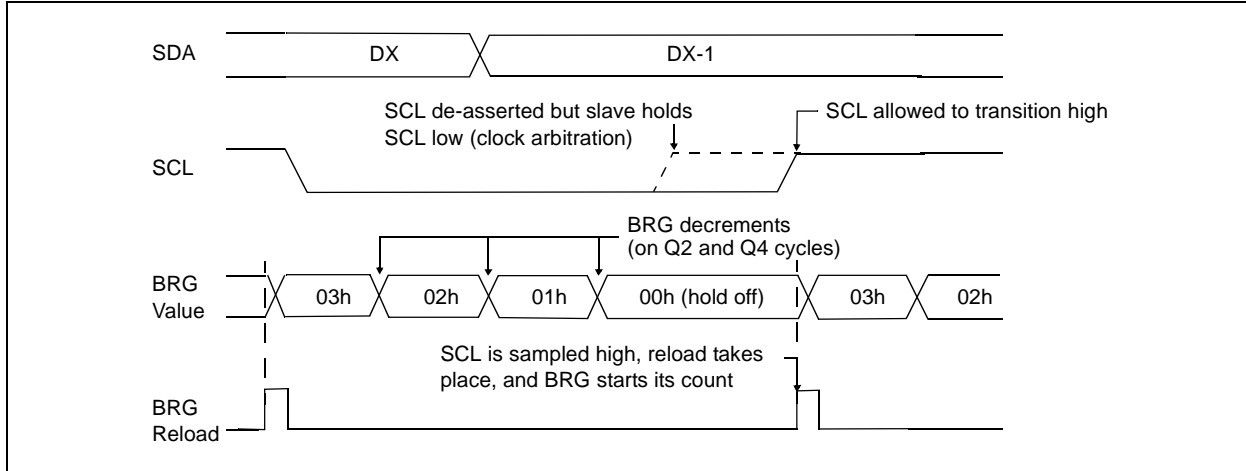 SDA
DX
DX-1
SCL de-asserted but slave holds
SCL low (clock arbitration)
SCL allowed to transition high
SCL
BRG decrements
(on Q2 and Q4 cycles)
BRG
Value
03h
02h
01h
00h (hold off)
03h
02h
SCL is sampled high, reload takes
place, and BRG starts its count
BRG
Reload